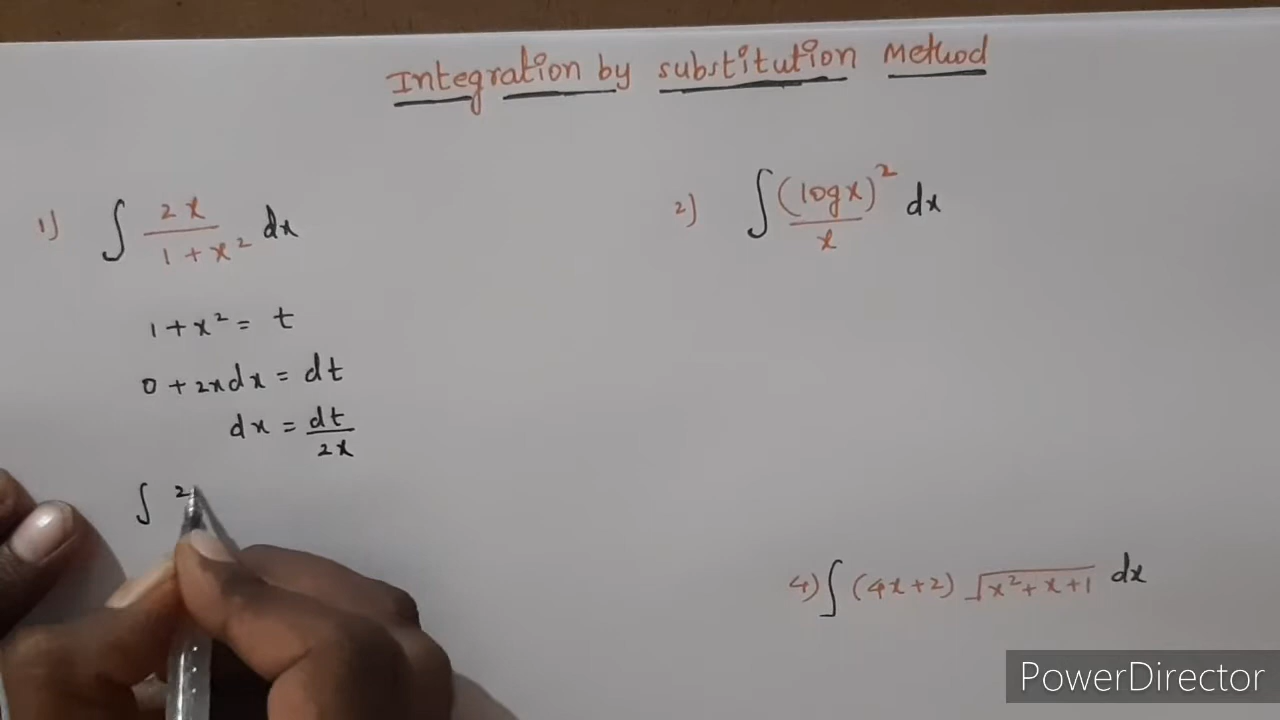 Integration by substitution Method
1) ∫ 2x / 1+x² dx
1+x² = t
0 + 2x dx = dt
dx = dt / 2x
∫ 2
2) ∫ (log x)² / x dx
4) ∫ (4x+2) √x²+x+1 dx
PowerDirector